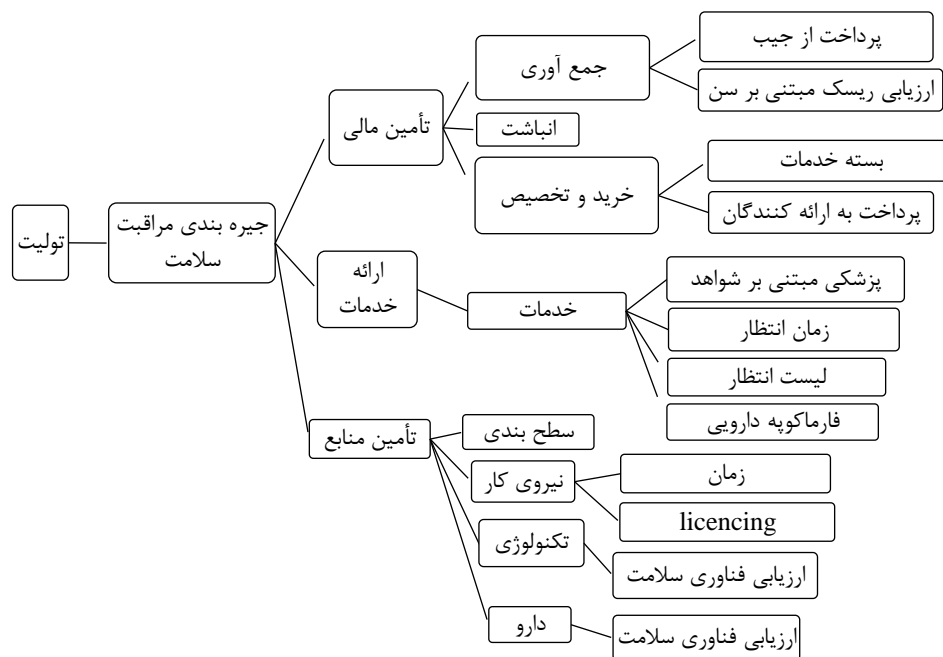 تولیت
جیره بندی مراقبت
سلامت
تأمین مالی
جمع آوری
پرداخت از جیب
ارزیابی ریسک مبتنی بر سن
انباشت
خرید و تخصیص
بسته خدمات
پرداخت به ارائه کنندگان
ارائه
خدمات
خدمات
پزشکی مبتنی بر شواهد
زمان انتظار
لیست انتظار
فارماکوپه دارویی
تأمین منابع
سطح بندی
نیروی کار
زمان
licencing
تکنولوژی
ارزیابی فناوری سلامت
دارو
ارزیابی فناوری سلامت